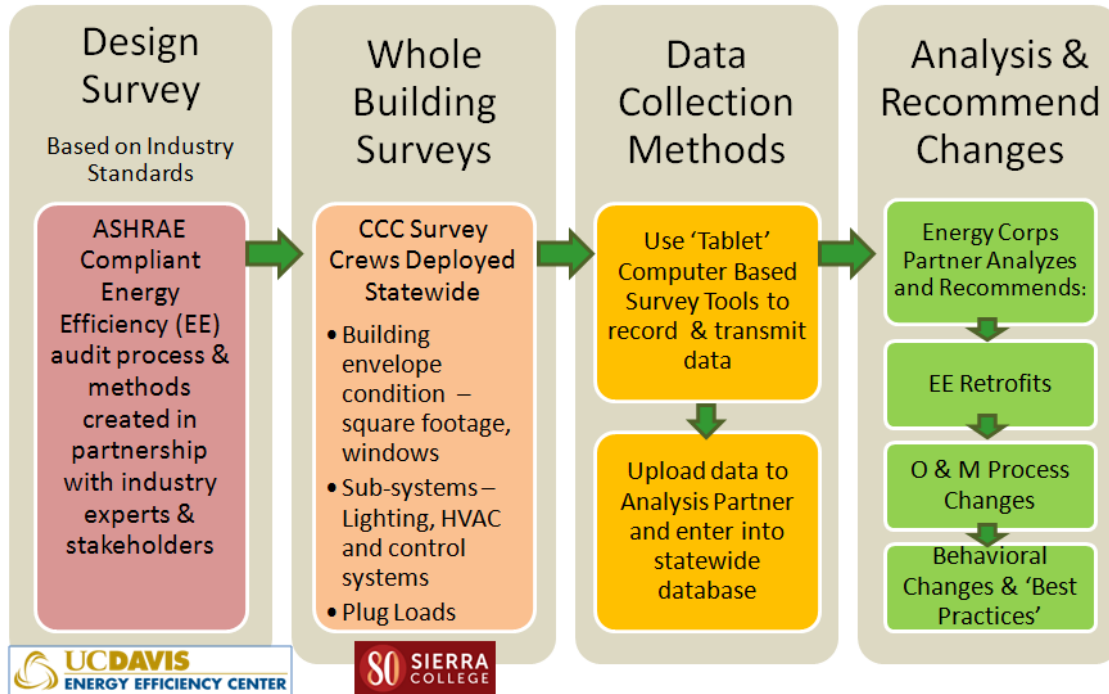 Design
Survey
Based on Industry
Standards
ASHRAE
Compliant
Energy
Efficiency (EE)
audit process &
methods
created in
partnership
with industry
experts &
stakeholders
UCDAVIS
ENERGY EFFICIENCY CENTER
Whole
Building
Surveys
CCC Survey
Crews Deployed
Statewide
• Building
envelope
condition –
square footage,
windows
• Sub-systems –
Lighting, HVAC
and control
systems
• Plug Loads
80 SIERRA
COLLEGE
Data
Collection
Methods
Use ‘Tablet’
Computer Based
Survey Tools to
record & transmit
data
Upload data to
Analysis Partner
and enter into
statewide
database
Analysis &
Recommend
Changes
Energy Corps
Partner Analyzes
and Recommends:
EE Retrofits
O & M Process
Changes
Behavioral
Changes & ‘Best
Practices’